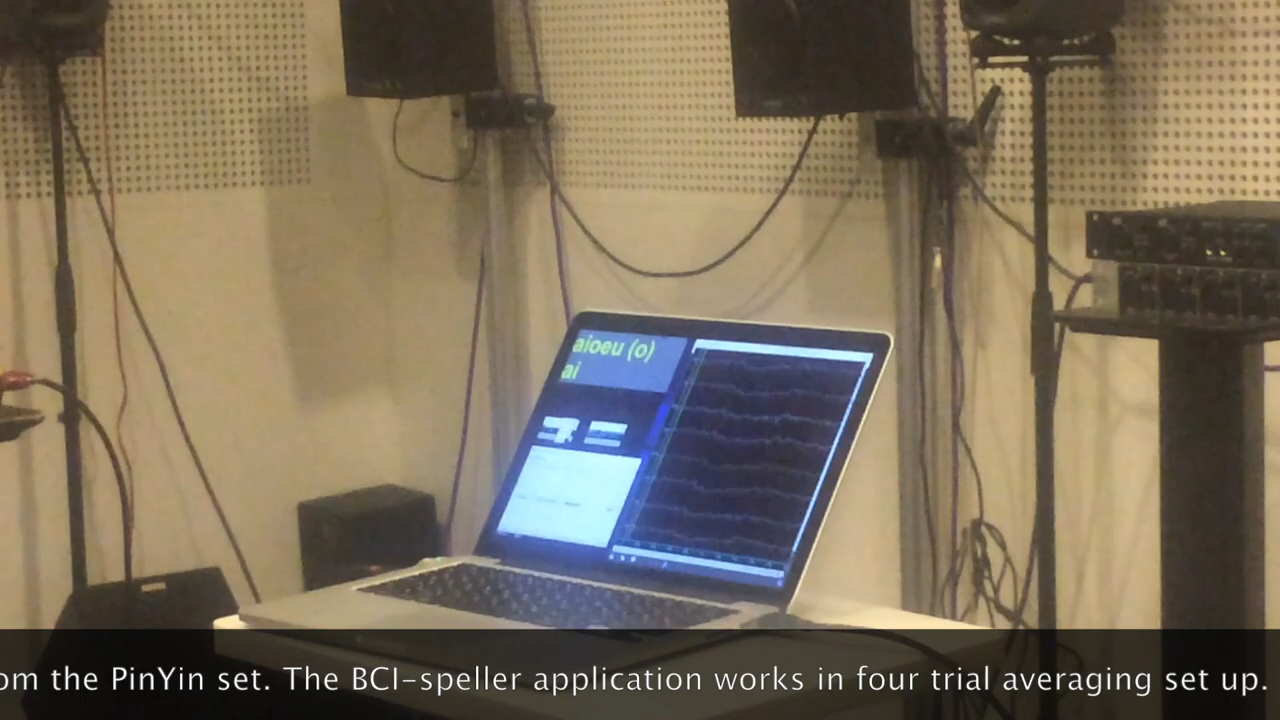 aioeu (o)
ai
om the PinYin set. The BCI-speller application works in four trial averaging set up.